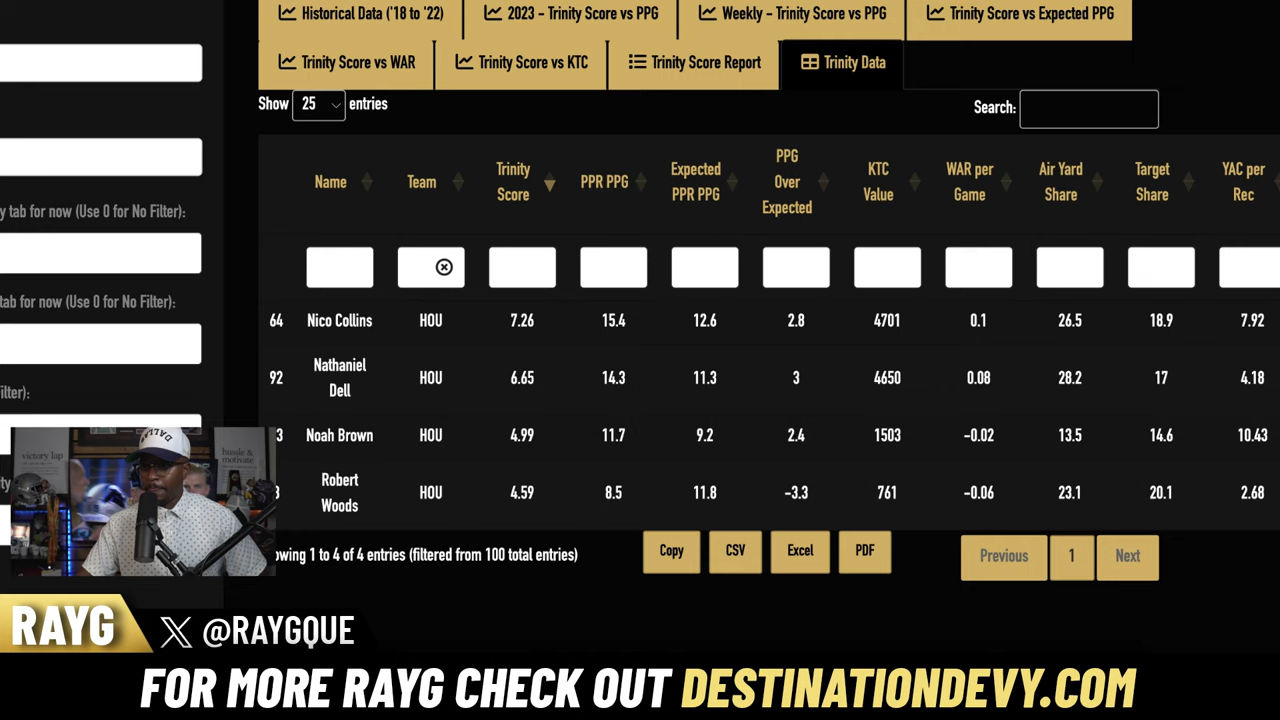 Historical Data ('18 to '22) 2023 - Trinity Score vs PPG Weekly - Trinity Score vs PPG Trinity Score vs Expected PPG
Trinity Score vs WAR Trinity Score vs KTC Trinity Score Report Trinity Data
Show 25 entries Search:
Name Team Trinity Score PPR PPG Expected PPR PPG PPG Over Expected KTC Value WAR per Game Air Yard Share Target Share YAC per Rec
y tab for now (Use 0 for No Filter):
tab for now (Use 0 for No Filter):
ilter):
64 Nico Collins HOU 7.26 15.4 12.6 2.8 4701 0.1 26.5 18.9 7.92
92 Nathaniel Dell HOU 6.65 14.3 11.3 3 4650 0.08 28.2 17 4.18
3 Noah Brown HOU 4.99 11.7 9.2 2.4 1503 -0.02 13.5 14.6 10.43
Robert Woods HOU 4.59 8.5 11.8 -3.3 761 -0.06 23.1 20.1 2.68
owing 1 to 4 of 4 entries (filtered from 100 total entries) Copy CSV Excel PDF Previous 1 Next
victory lap
hustle & motivate
DALLAS
RAYG X @RAYGQUE
FOR MORE RAYG CHECK OUT DESTINATIONDEVY.COM